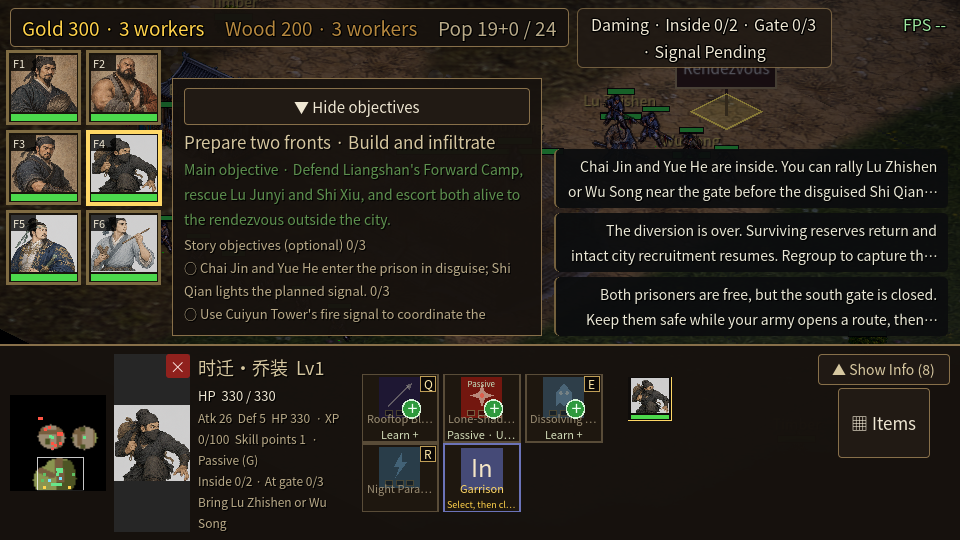 Gold 300 · 3 workers
Wood 200 · 3 workers
Pop 19+0 / 24
Daming · Inside 0/2 · Gate 0/3
· Signal Pending
FPS --
F1
F2
F3
F4
F5
F6
▼ Hide objectives
Prepare two fronts · Build and infiltrate
Main objective · Defend Liangshan's Forward Camp,
rescue Lu Junyi and Shi Xiu, and escort both alive to
the rendezvous outside the city.
Story objectives (optional) 0/3
○ Chai Jin and Yue He enter the prison in disguise; Shi
Qian lights the planned signal. 0/3
○ Use Cuiyun Tower's fire signal to coordinate the
Rendezvous
Lu Zhishen
Chai Jin and Yue He are inside. You can rally Lu Zhishen
or Wu Song near the gate before the disguised Shi Qian···
The diversion is over. Surviving reserves return and
intact city recruitment resumes. Regroup to capture th···
Both prisoners are free, but the south gate is closed.
Keep them safe while your army opens a route, then···
时迁·乔装 Lv1
HP 330 / 330
Atk 26 Def 5 HP 330 · XP
0/100 Skill points 1 ·
Passive (G)
Inside 0/2 · At gate 0/3
Bring Lu Zhishen or Wu
Song
Q
Rooftop Bl...
Learn +
Passive
Lone-Shad...
Passive · U...
E
Dissolving ...
Learn +
R
Night Para...
In
Garrison
Select, then cl...
▲ Show Info (8)
Items